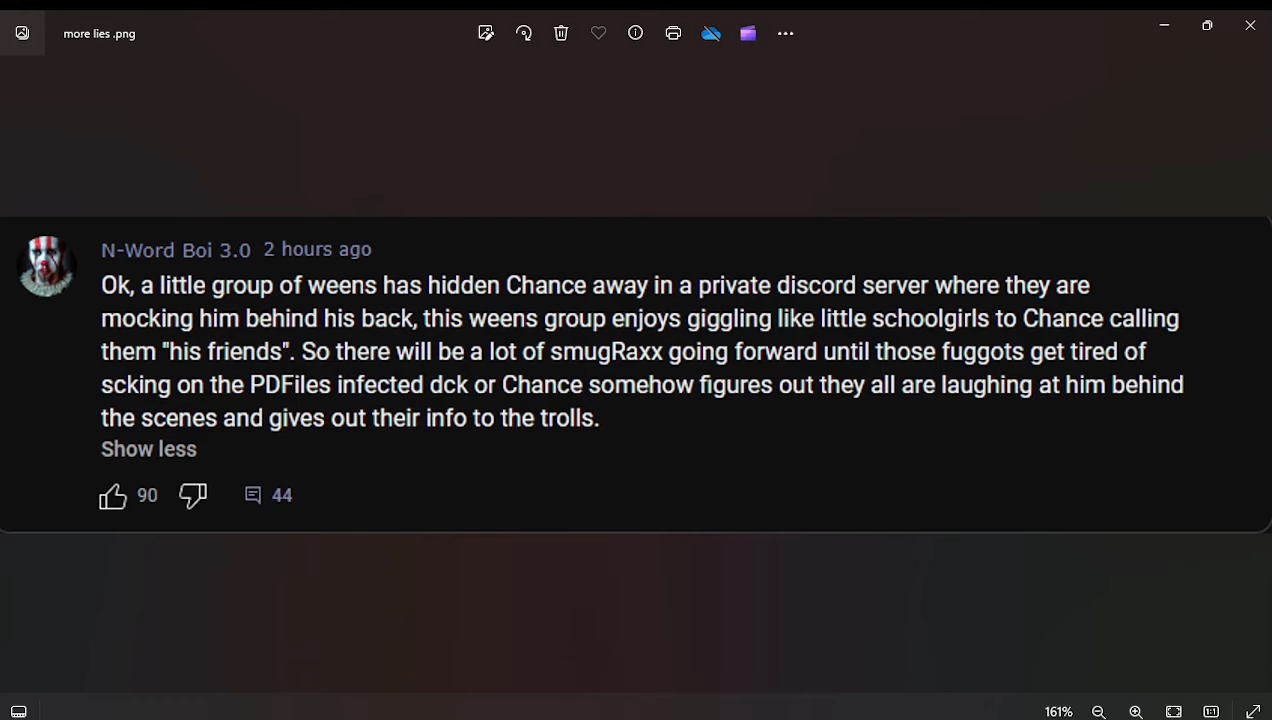 more lies .png
N-Word Boi 3.0 2 hours ago
Ok, a little group of weens has hidden Chance away in a private discord server where they are
mocking him behind his back, this weens group enjoys giggling like little schoolgirls to Chance calling
them "his friends". So there will be a lot of smugRaxx going forward until those fuggots get tired of
scking on the PDFiles infected dck or Chance somehow figures out they all are laughing at him behind
the scenes and gives out their info to the trolls.
Show less
90 44
161% 1:1